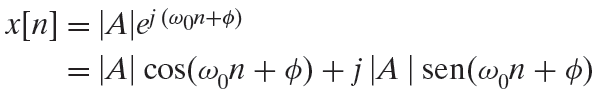 x[n] = |A|e^{j(ω₀n+ϕ)}
= |A| cos(ω₀n + ϕ) + j |A| sen(ω₀n + ϕ)